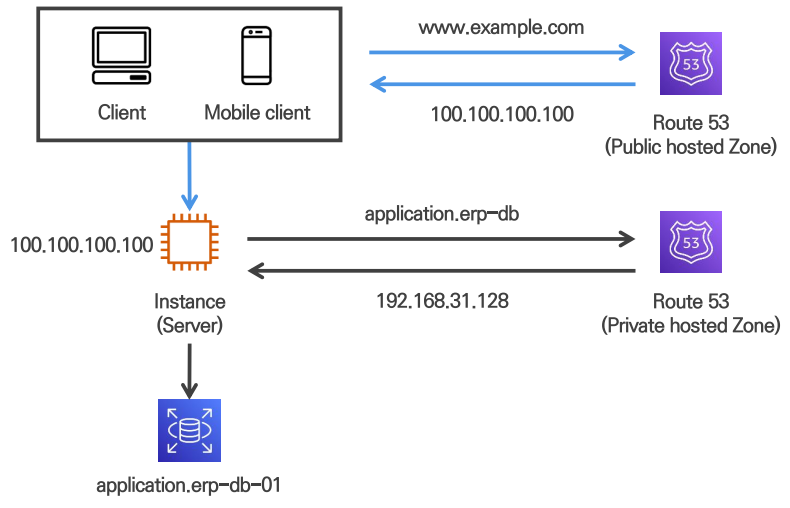 www.example.com
53
Client
Mobile client
100.100.100.100
Route 53
(Public hosted Zone)
application.erp-db
53
100.100.100.100
192.168.31.128
Instance
(Server)
Route 53
(Private hosted Zone)
application.erp-db-01